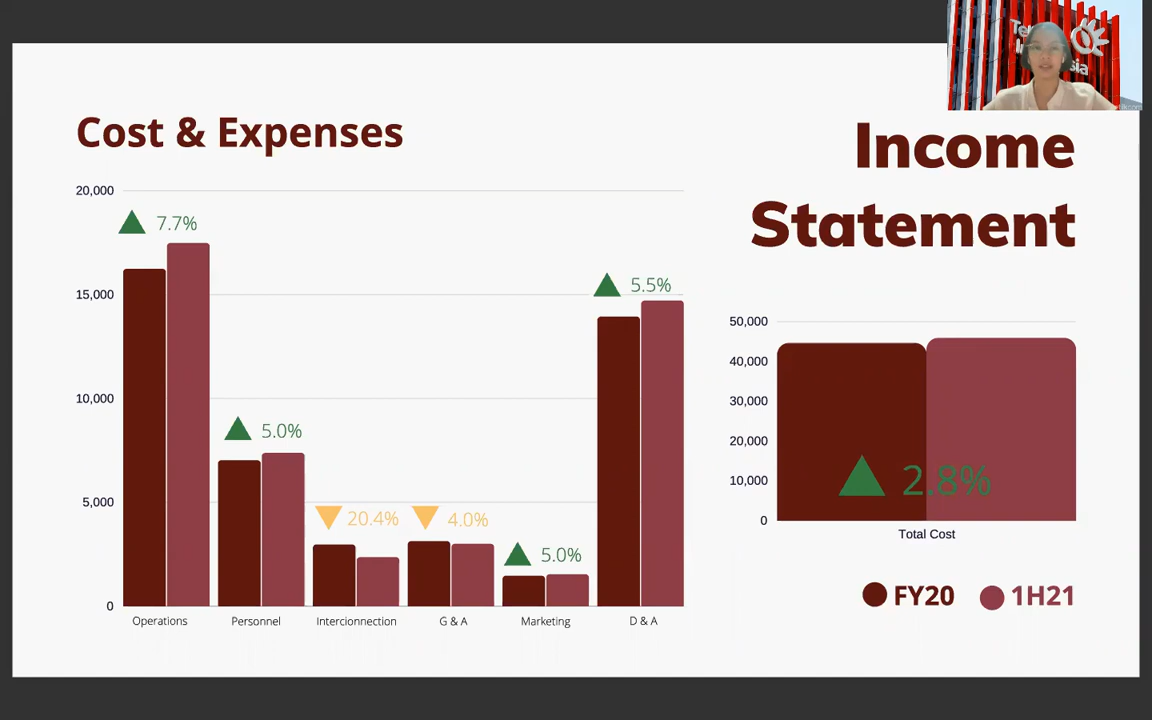 Cost & Expenses
Income
Statement
20,000
15,000
10,000
5,000
0
7.7%
5.0%
20.4%
4.0%
5.0%
5.5%
Operations
Personnel
Intercionnection
G & A
Marketing
D & A
50,000
40,000
30,000
20,000
10,000
0
2.8%
Total Cost
FY20
1H21